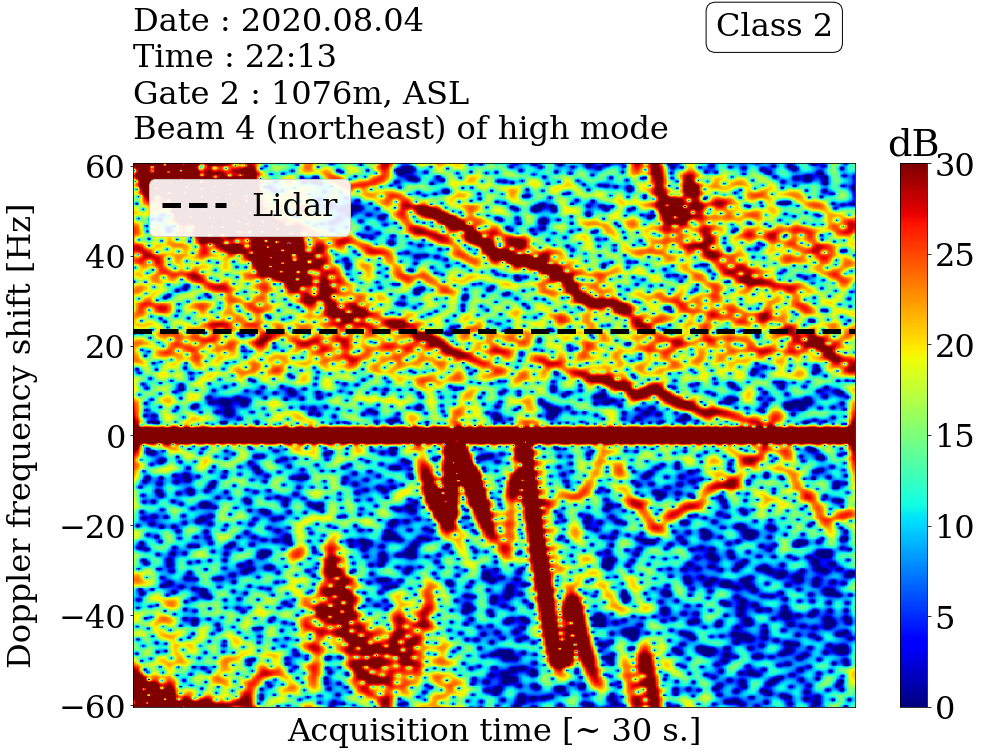 Date : 2020.08.04
Time : 22:13
Gate 2 : 1076m, ASL
Beam 4 (northeast) of high mode
Class 2
dB
Lidar
60
40
20
0
−20
−40
−60
Doppler frequency shift [Hz]
Acquisition time [~ 30 s.]
30
25
20
15
10
5
0